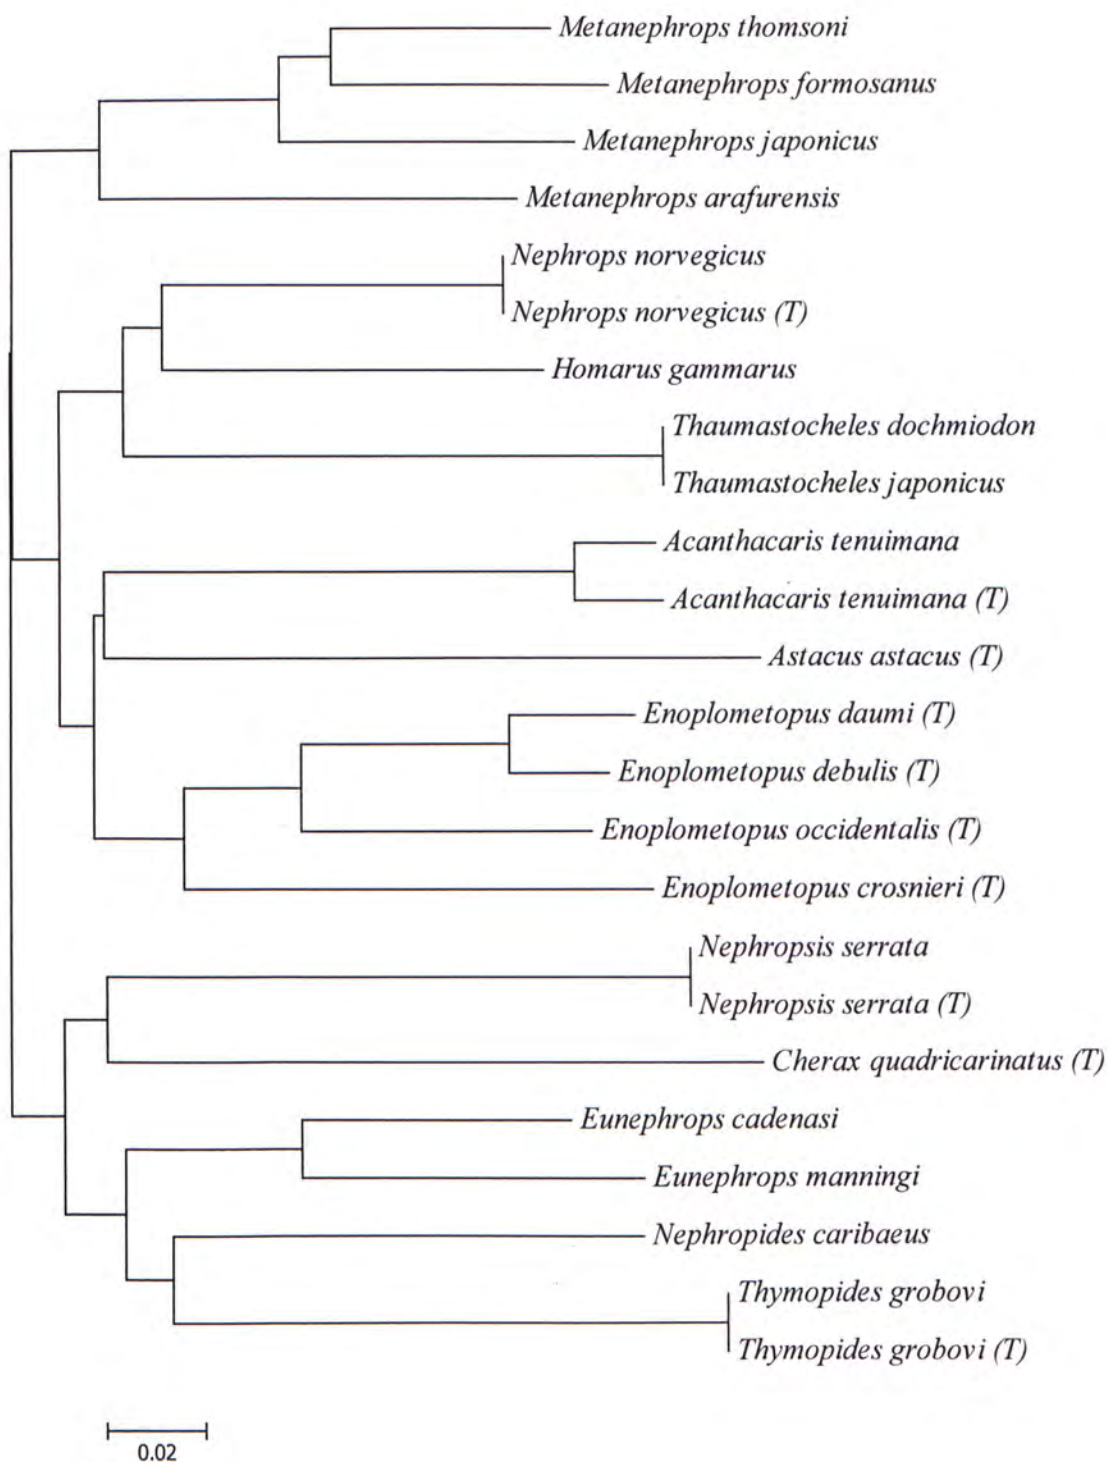 Metanephrops thomsoni
Metanephrops formosanus
Metanephrops japonicus
Metanephrops arafurensis
Nephrops norvegicus
Nephrops norvegicus (T)
Homarus gammarus
Thaumastocheles dochmiodon
Thaumastocheles japonicus
Acanthacaris tenuimana
Acanthacaris tenuimana (T)
Astacus astacus (T)
Enoplometopus daumi (T)
Enoplometopus debulis (T)
Enoplometopus occidentalis (T)
Enoplometopus crosnieri (T)
Nephropsis serrata
Nephropsis serrata (T)
Cherax quadricarinatus (T)
Eunephrops cadenasi
Eunephrops manningi
Nephropides caribaeus
Thymopides grobovi
Thymopides grobovi (T)
0.02